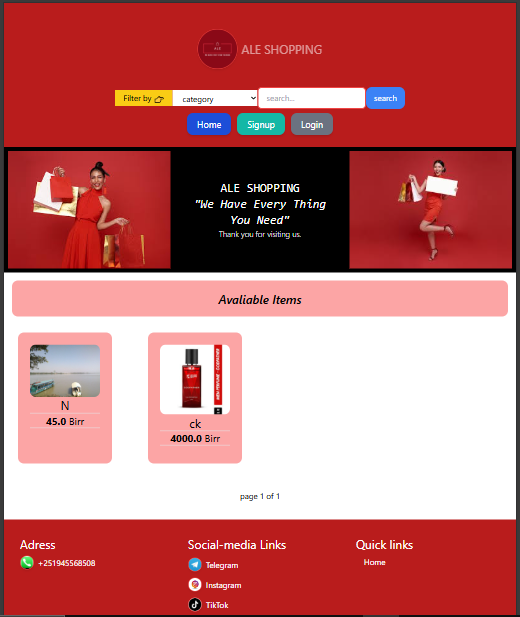 ALE
ALE SHOPPING
Filter by
category
search...
search
Home
Signup
Login
ALE SHOPPING
"We Have Every Thing
You Need"
Thank you for visiting us.
Avaliable Items
N
45.0 Birr
ck
4000.0 Birr
page 1 of 1
Adress
Social-media Links
Quick links
+251945568508
Telegram
Home
Instagram
TikTok